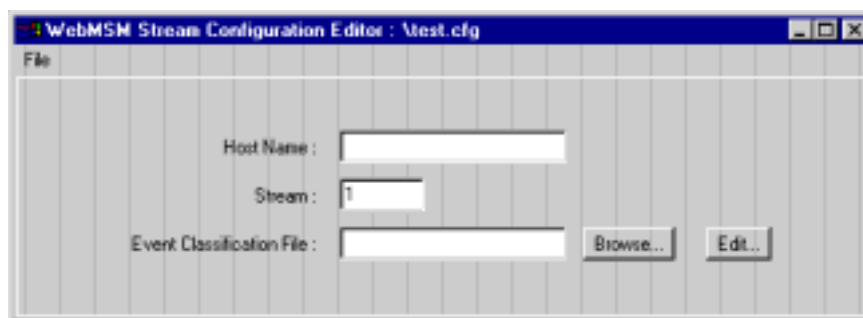 WebMSM Stream Configuration Editor : \test.cfg
File
Host Name :
Stream : 1
Event Classification File : Browse... Edit...